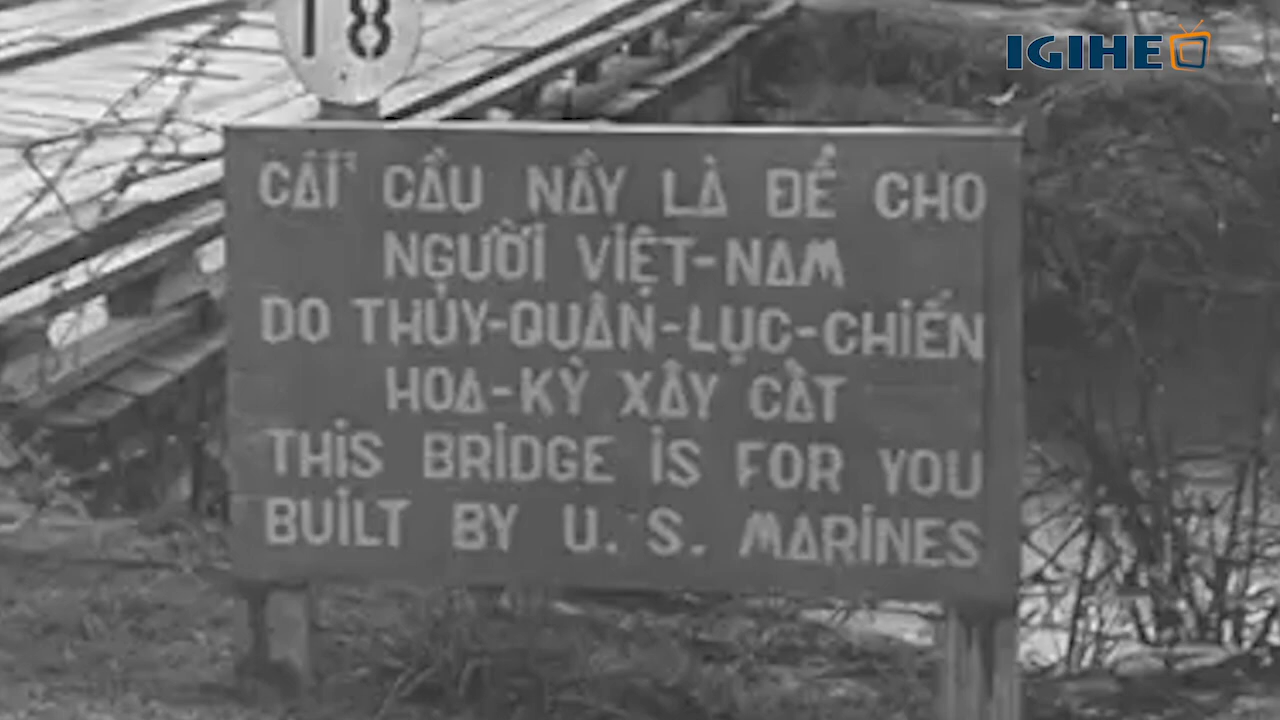 IGIHE
18
CÁI CẦU NẦY LÀ ĐỂ CHO
NGƯỜI VIỆT-NAM
DO THỦY-QUÂN-LỤC-CHIẾN
HOA-KỲ XÂY CẤT
THIS BRIDGE IS FOR YOU
BUILT BY U. S. MARINES